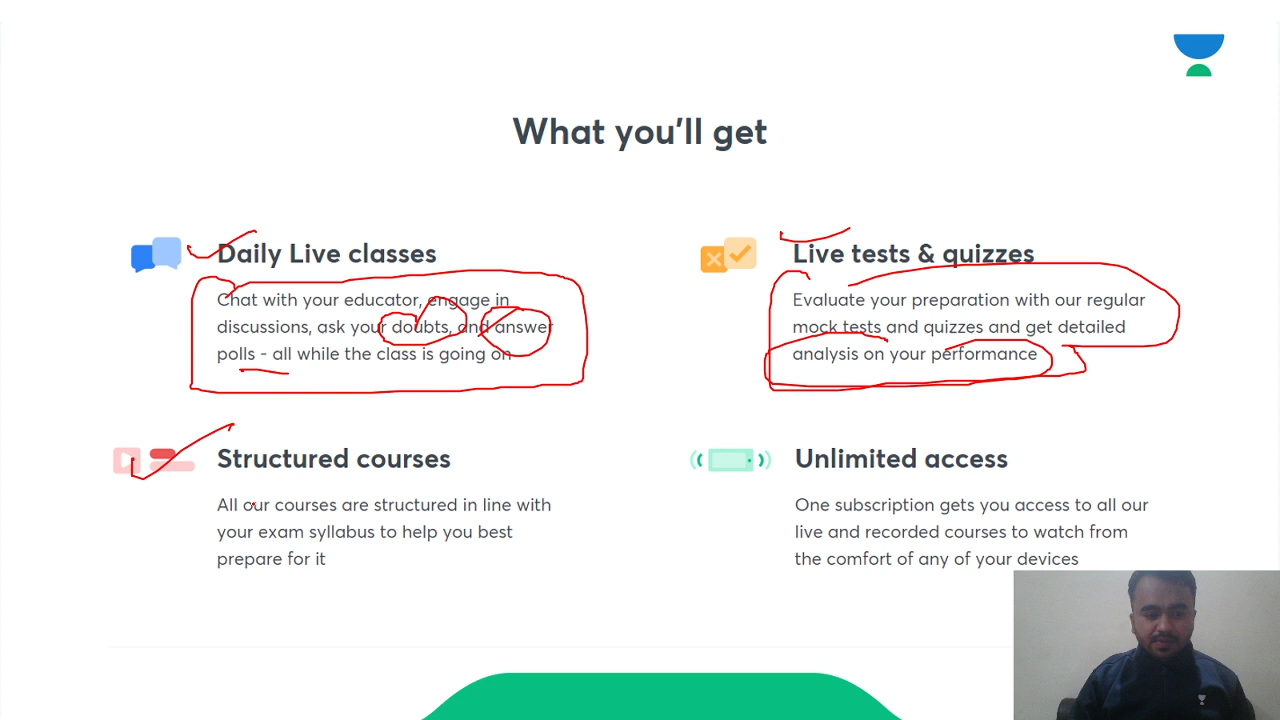 What you'll get
Daily Live classes
Chat with your educator, engage in
discussions, ask your doubts, and answer
polls - all while the class is going on
Live tests & quizzes
Evaluate your preparation with our regular
mock tests and quizzes and get detailed
analysis on your performance
Structured courses
All our courses are structured in line with
your exam syllabus to help you best
prepare for it
Unlimited access
One subscription gets you access to all our
live and recorded courses to watch from
the comfort of any of your devices